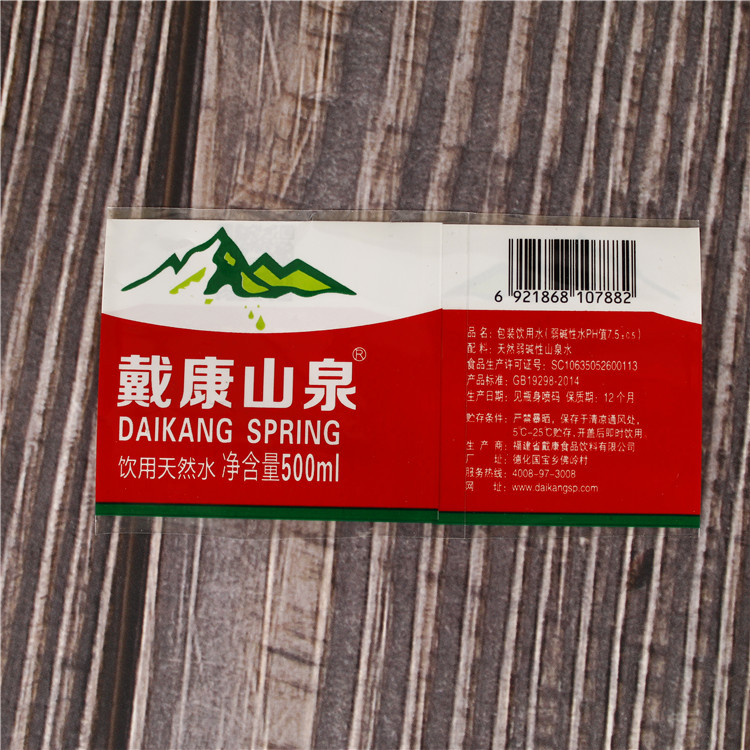 戴康山泉®
DAIKANG SPRING
饮用天然水 净含量500ml
6 921868 107882
品名：包装饮用水（弱碱性水PH值7.5±0.5）
配料：天然弱碱性山泉水
食品生产许可证号：SC10635052600113
产品标准：GB19298-2014
生产日期：见瓶身喷码 保质期：12个月
贮存条件：严禁暴晒，保存于清凉通风处，
5℃-25℃贮存，开盖后即时饮用.
生产商：福建省戴康食品饮料有限公司
厂址：德化国宝乡佛岭村
服务热线：4008-97-3008
网址：www.daikangsp.com